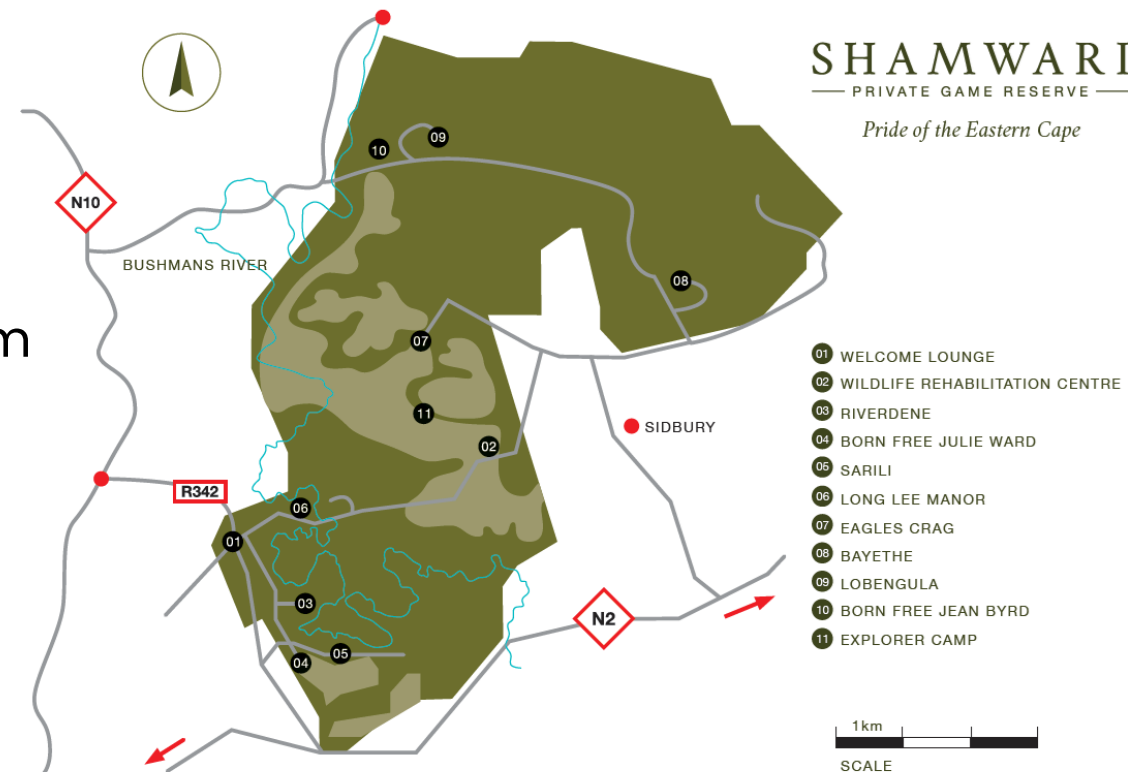 SHAMWARI
PRIVATE GAME RESERVE
Pride of the Eastern Cape
09
10
N10
BUSHMANS RIVER
08
m
07
11
SIDBURY
02
R342
06
01
03
N2
05
04
01 WELCOME LOUNGE
02 WILDLIFE REHABILITATION CENTRE
03 RIVERDENE
04 BORN FREE JULIE WARD
05 SARILI
06 LONG LEE MANOR
07 EAGLES CRAG
08 BAYETHE
09 LOBENGULA
10 BORN FREE JEAN BYRD
11 EXPLORER CAMP
1km
SCALE